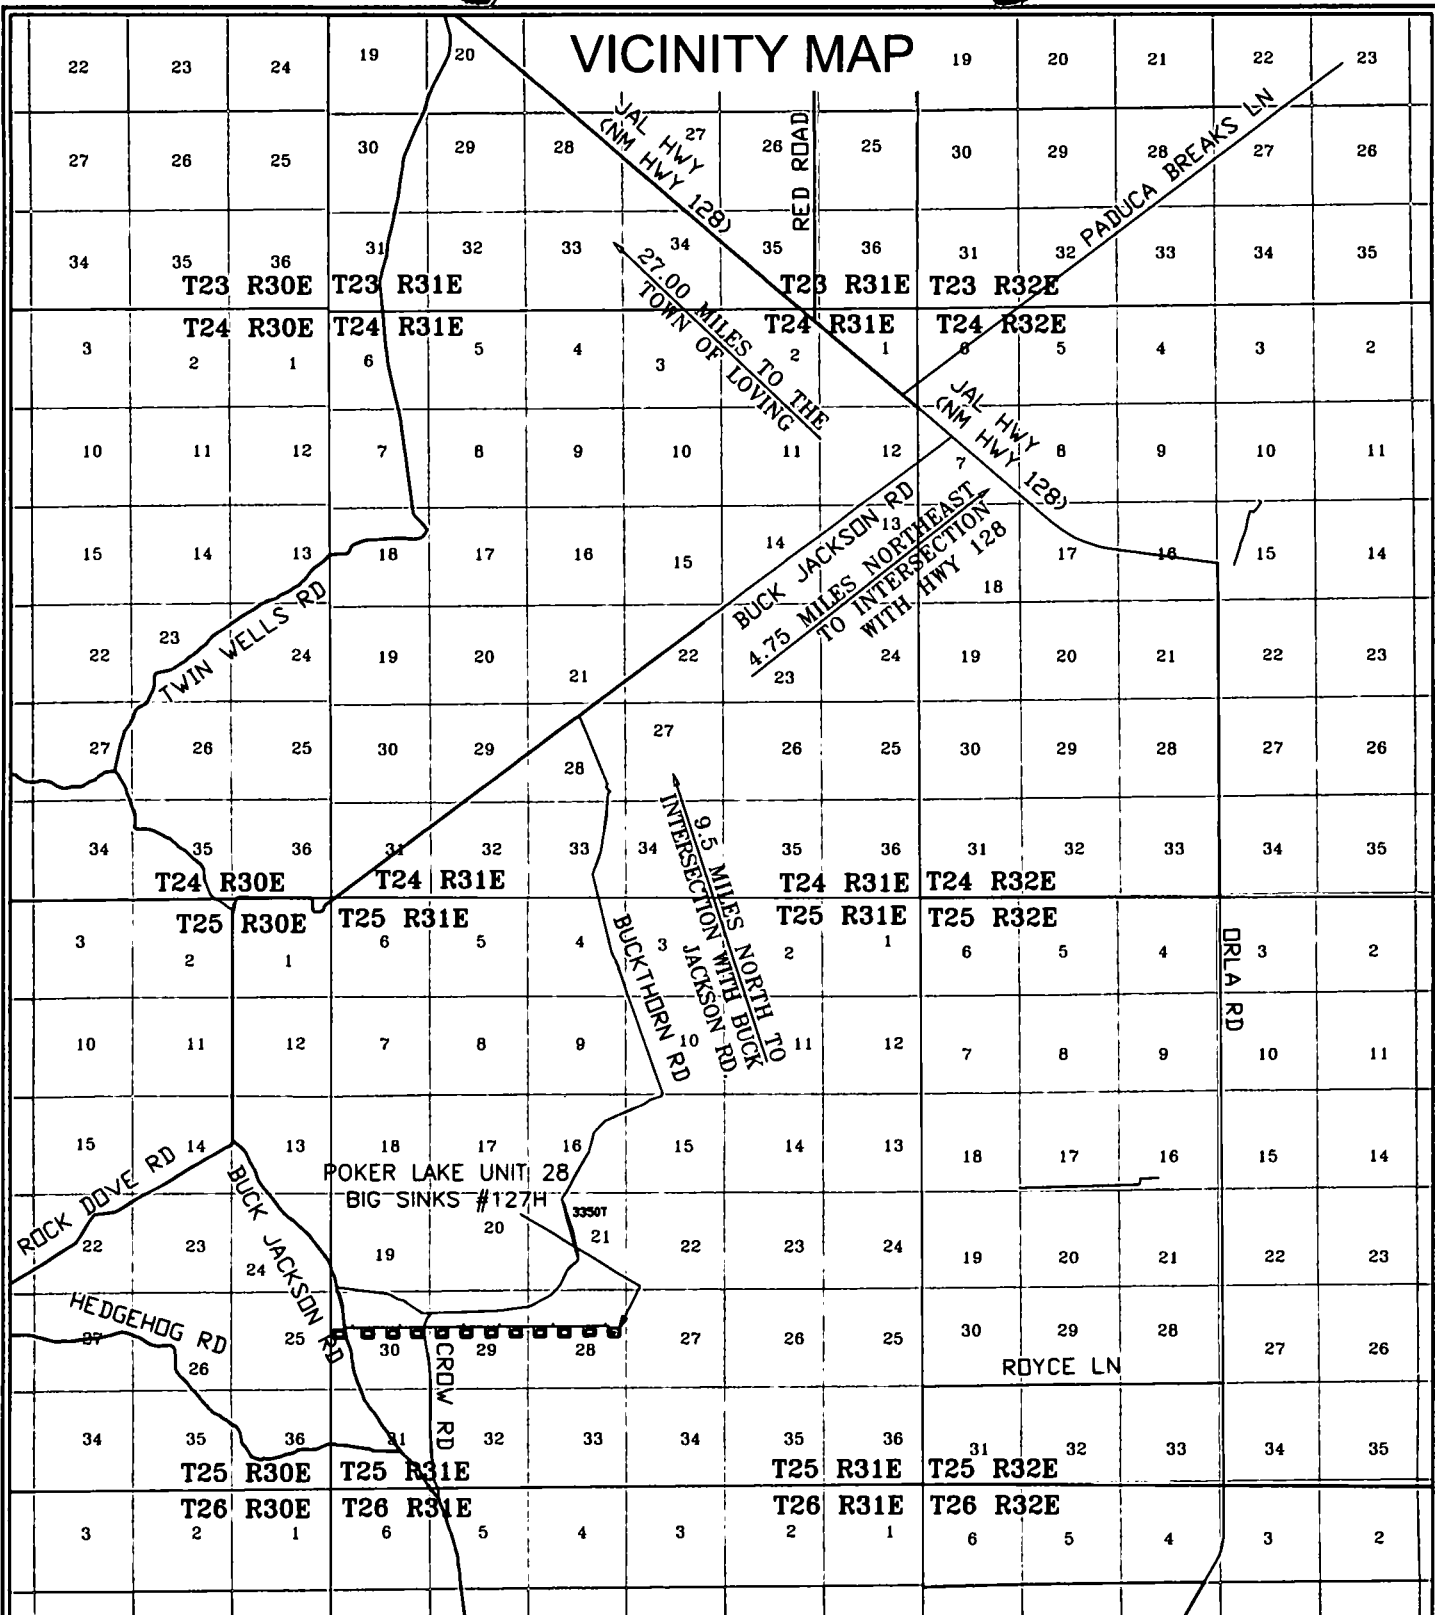 VICINITY MAP
22 23 24 19 20 19 20 21 22 23
JAL HWY
(NM HWY 128)
RED ROAD
PADUCA BREAKS LN
27 26 25 30 29 28 27 26 25 30 29 28 27 26
34 35 36 31 32 33 34 35 36 31 32 33 34 35
T23 R30E T23 R31E T23 R31E T23 R32E
T24 R30E T24 R31E T24 R31E T24 R32E
27.00 MILES TO THE
TOWN OF LOVING
3 2 1 6 5 4 3 2 1 6 5 4 3 2
JAL HWY
(NM HWY 128)
10 11 12 7 8 9 10 11 12 7 8 9 10 11
BUCK JACKSON RD
4.75 MILES NORTHEAST
TO INTERSECTION
WITH HWY 128
15 14 13 18 17 16 15 14 13 18 17 16 15 14
TWIN WELLS RD
22 23 24 19 20 21 22 23 24 19 20 21 22 23
27 26 25 30 29 28 27 26 25 30 29 28 27 26
9.5 MILES NORTH TO
INTERSECTION WITH BUCK
JACKSON RD.
34 35 36 31 32 33 34 35 36 31 32 33 34 35
T24 R30E T24 R31E T24 R31E T24 R32E
T25 R30E T25 R31E T25 R31E T25 R32E
BUCKTHORN RD
ORLA RD
3 2 1 6 5 4 3 2 1 6 5 4 3 2
10 11 12 7 8 9 10 11 12 7 8 9 10 11
15 14 13 18 17 16 15 14 13 18 17 16 15 14
POKER LAKE UNIT 28
BIG SINKS #127H
ROCK DOVE RD
BUCK JACKSON RD
3350T
22 23 24 19 20 21 22 23 24 19 20 21 22 23
HEDGEHOG RD
27 26 25 30 29 28 27 26 25 30 29 28 27 26
CROW RD
ROYCE LN
34 35 36 31 32 33 34 35 36 31 32 33 34 35
T25 R30E T25 R31E T25 R31E T25 R32E
T26 R30E T26 R31E T26 R31E T26 R32E
3 2 1 6 5 4 3 2 1 6 5 4 3 2